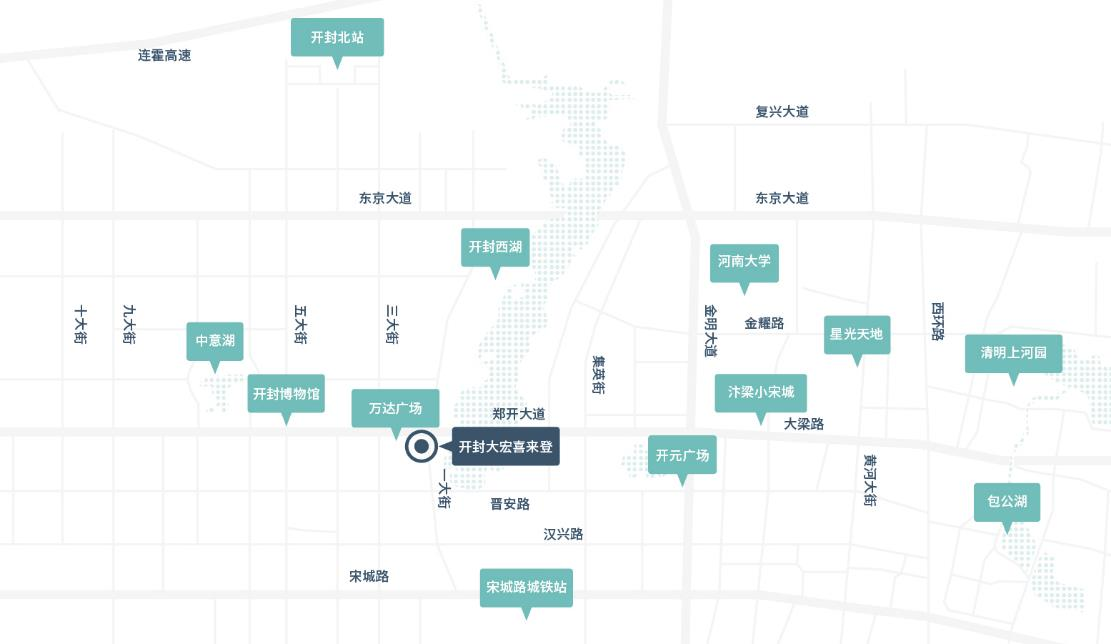 开封北站
连霍高速
复兴大道
东京大道
东京大道
开封西湖
河南大学
十大街
九大街
五大街
三大街
金明大道
金耀路
西环路
中意湖
星光天地
清明上河园
集英街
开封博物馆
汴梁小宋城
万达广场
郑开大道
大梁路
开封大宏喜来登
开元广场
黄河大街
一大街
晋安路
包公湖
汉兴路
宋城路
宋城路城铁站